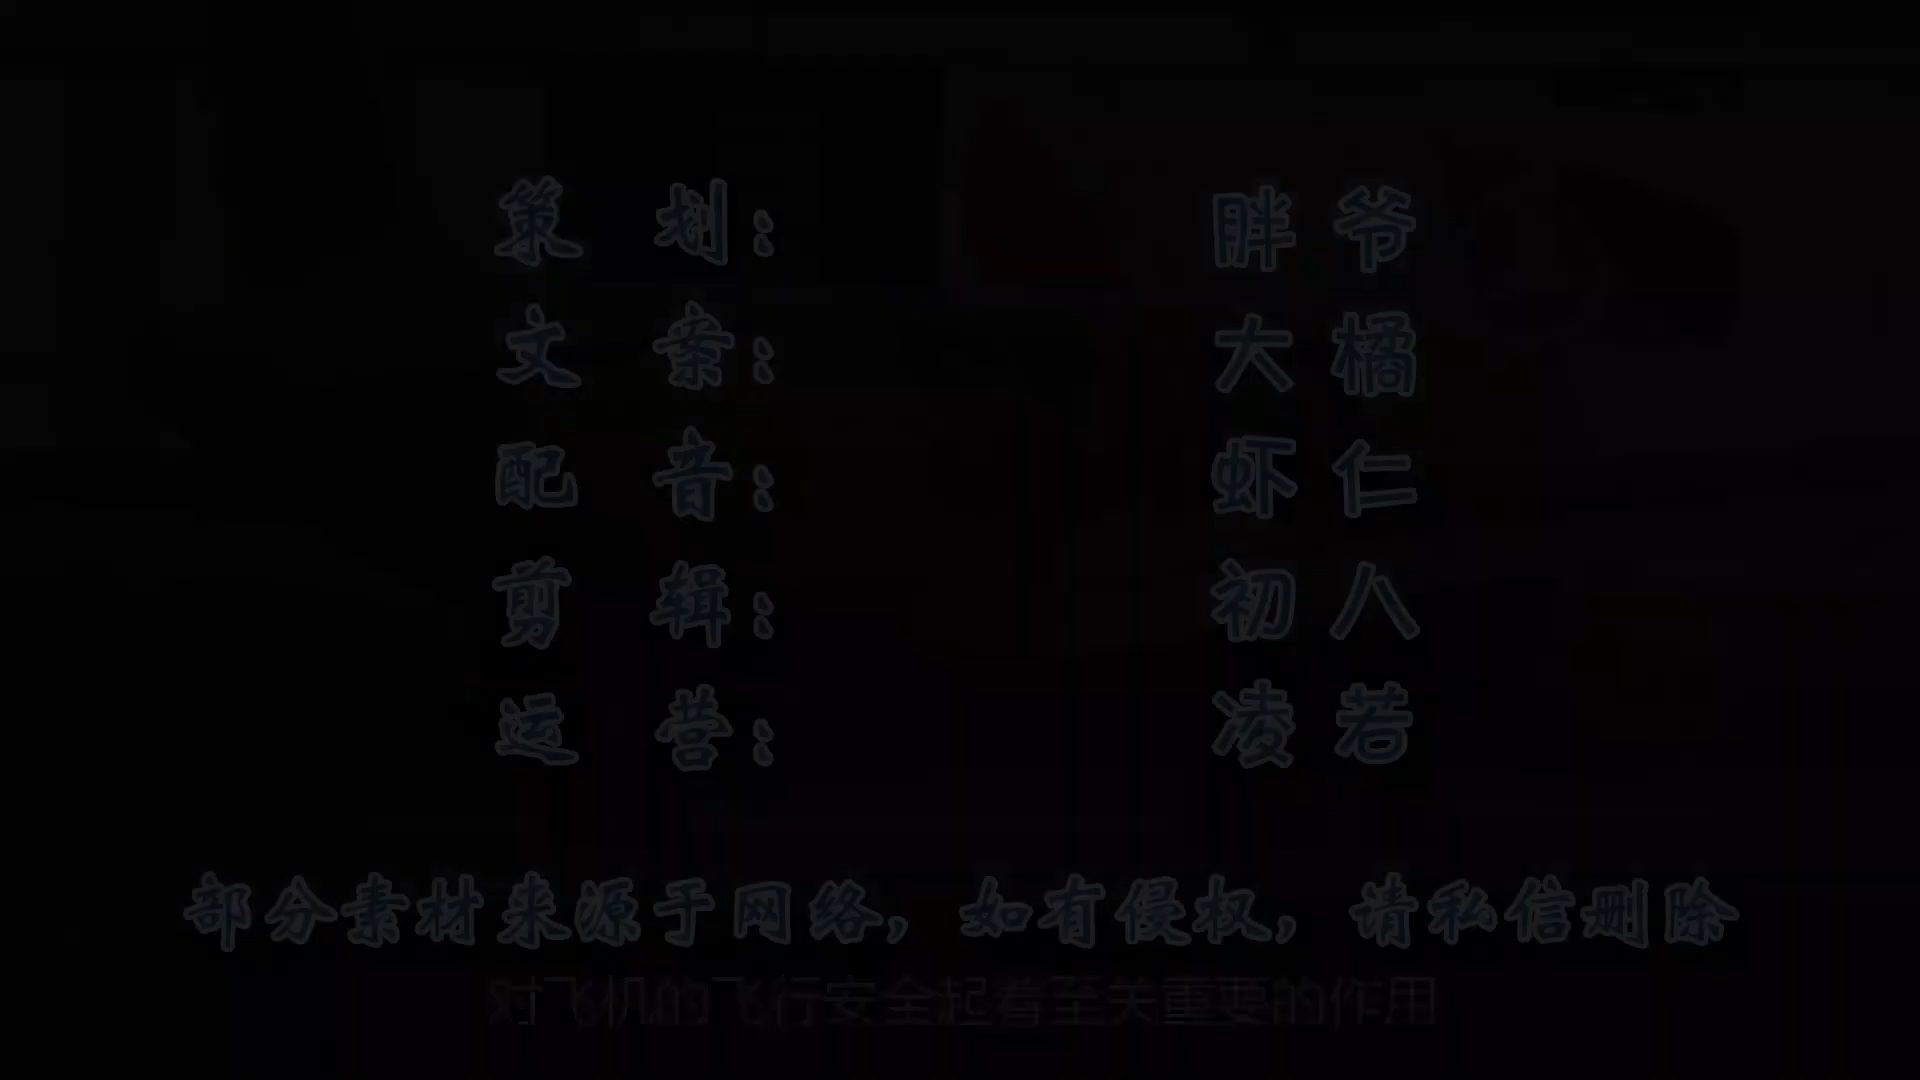 策 划： 胖爷
文 案： 大橘
配 音： 虾仁
剪 辑： 初八
运 营： 凌若
部分素材来源于网络，如有侵权，请私信删除
对飞机的飞行安全起着至关重要的作用